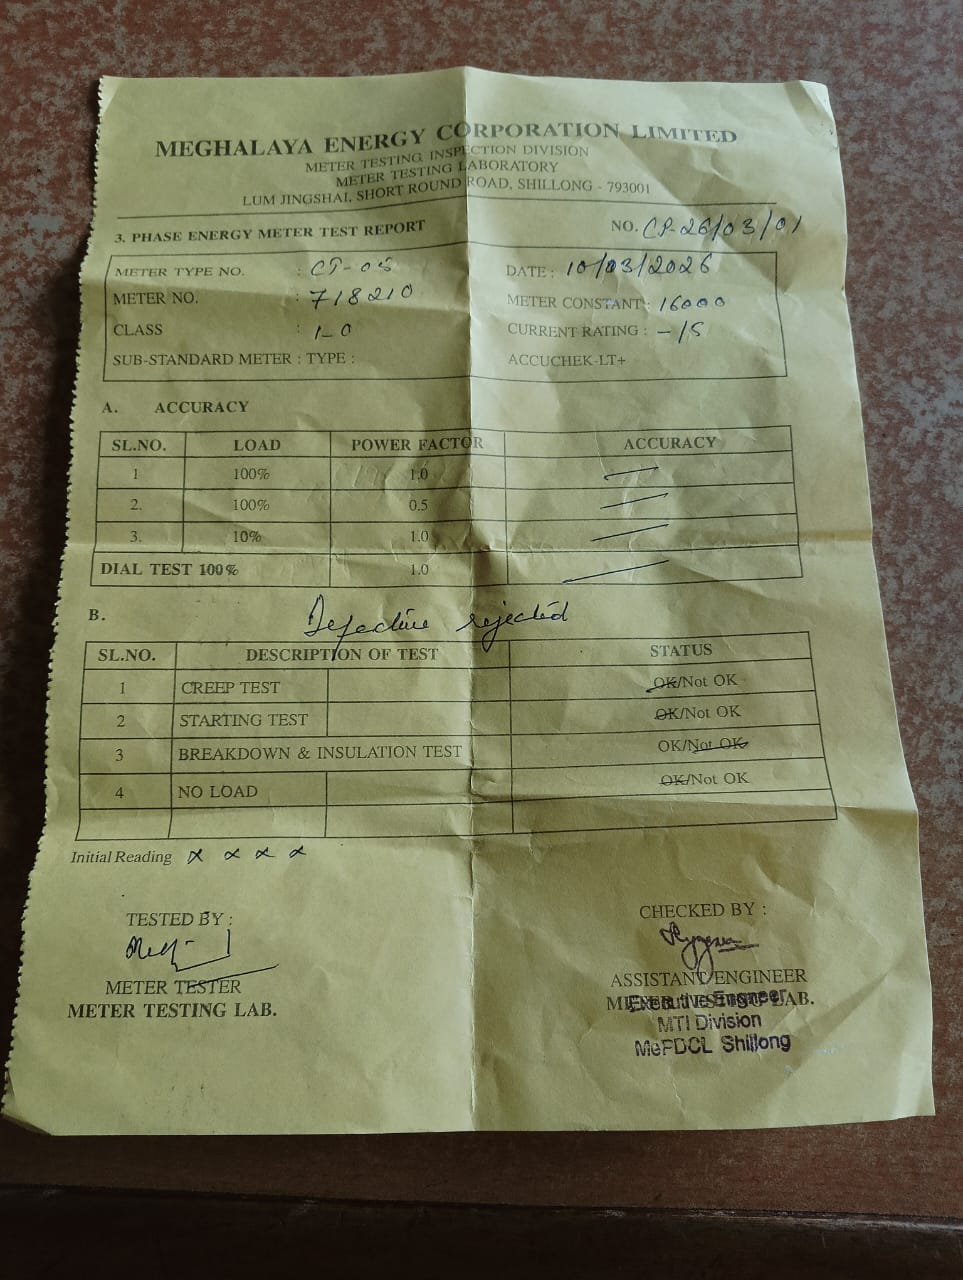 MEGHALAYA ENERGY CORPORATION LIMITED
METER TESTING INSPECTION DIVISION
METER TESTING LABORATORY
LUM JINGSHAI, SHORT ROUND ROAD, SHILLONG - 793001
3. PHASE ENERGY METER TEST REPORT NO. CP-26/03/01
METER TYPE NO. : CT-05 DATE : 10/03/2026
METER NO. : 718210 METER CONSTANT : 16000
CLASS : 1-0 CURRENT RATING : -/5
SUB-STANDARD METER : TYPE : ACCUCHEK-LT+
A. ACCURACY
SL.NO. LOAD POWER FACTOR ACCURACY
1 100% 1.0
2. 100% 0.5
3. 10% 1.0
DIAL TEST 100% 1.0
B. Defective rejected
SL.NO. DESCRIPTION OF TEST STATUS
1 CREEP TEST OK/Not OK
2 STARTING TEST OK/Not OK
3 BREAKDOWN & INSULATION TEST OK/Not OK
4 NO LOAD OK/Not OK
Initial Reading x x x x
TESTED BY : CHECKED BY :
METER TESTER ASSISTANT ENGINEER
METER TESTING LAB. METER TESTING LAB.
Executive Engineer
MTI Division
MePDCL Shillong